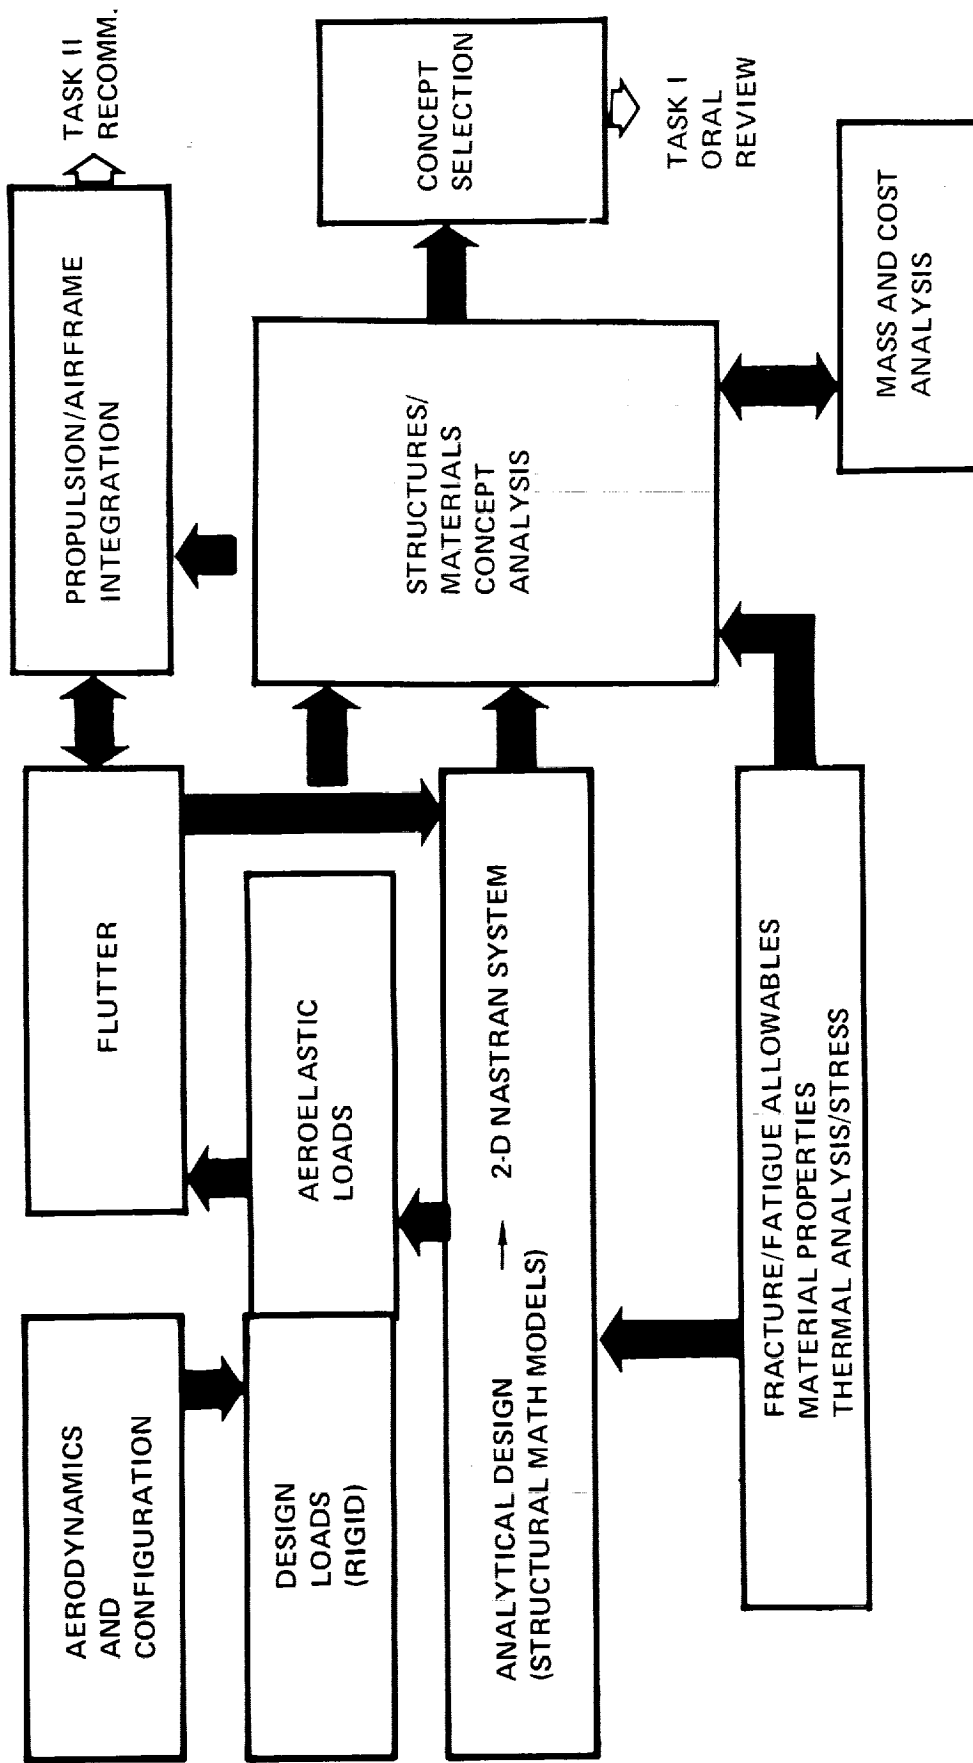 AERODYNAMICS
AND
CONFIGURATION
FLUTTER
PROPULSION/AIRFRAME
INTEGRATION
TASK II
RECOMM.
DESIGN
LOADS
(RIGID)
AEROELASTIC
LOADS
STRUCTURES/
MATERIALS
CONCEPT
ANALYSIS
CONCEPT
SELECTION
TASK I
ORAL
REVIEW
ANALYTICAL DESIGN → 2-D NASTRAN SYSTEM
(STRUCTURAL MATH MODELS)
FRACTURE/FATIGUE ALLOWABLES
MATERIAL PROPERTIES
THERMAL ANALYSIS/STRESS
MASS AND COST
ANALYSIS